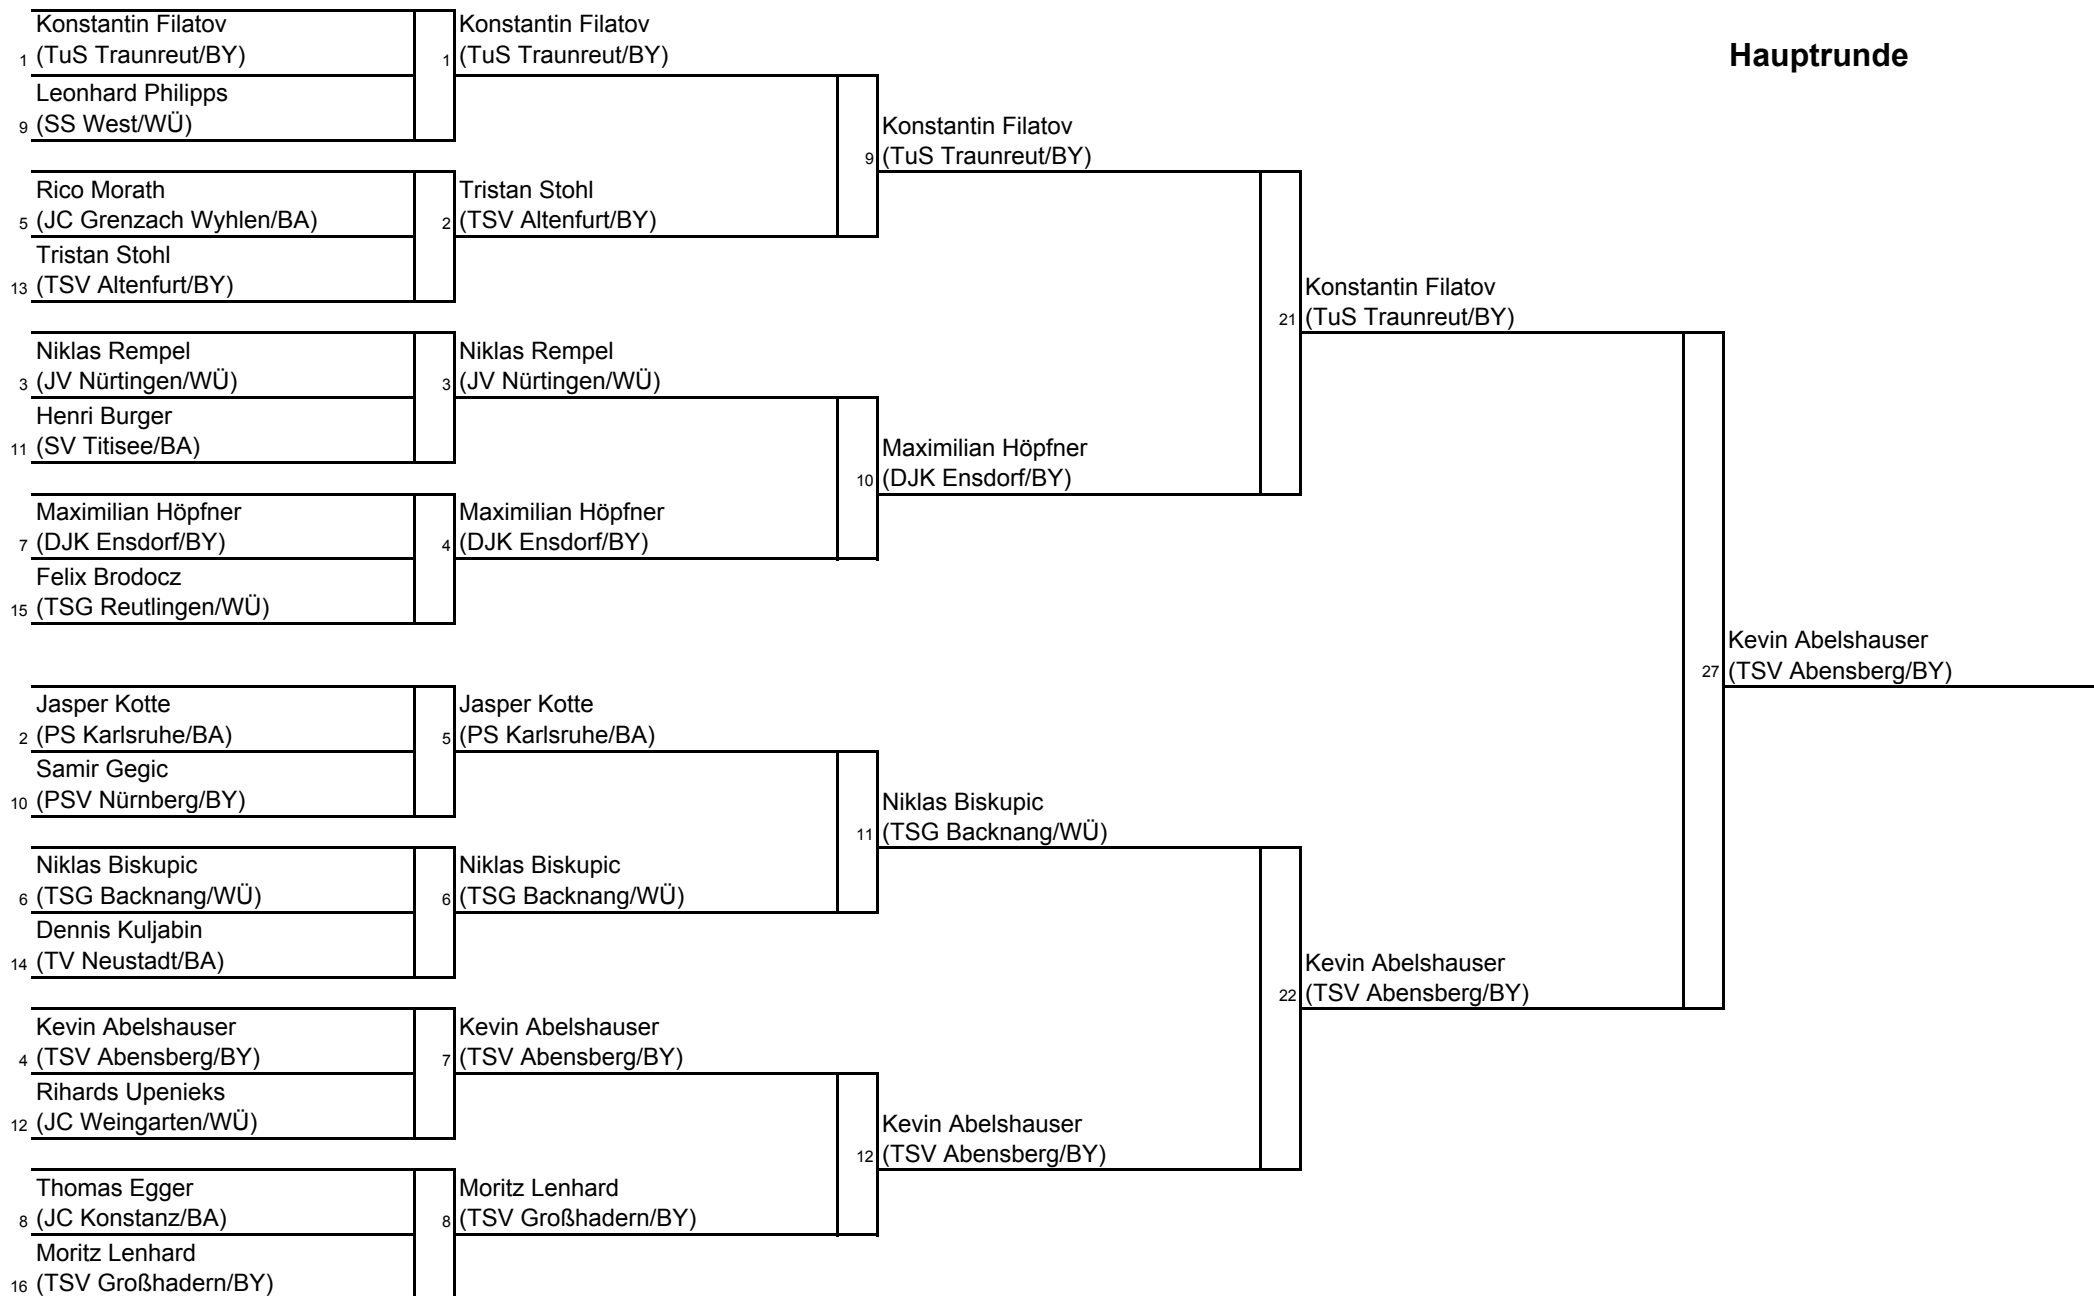 Hauptrunde
Konstantin Filatov
1 (TuS Traunreut/BY)
Leonhard Philipps
9 (SS West/WÜ)
Rico Morath
5 (JC Grenzach Wyhlen/BA)
Tristan Stohl
13 (TSV Altenfurt/BY)
Niklas Rempel
3 (JV Nürtingen/WÜ)
Henri Burger
11 (SV Titisee/BA)
Maximilian Höpfner
7 (DJK Ensdorf/BY)
Felix Brodocz
15 (TSG Reutlingen/WÜ)
Jasper Kotte
2 (PS Karlsruhe/BA)
Samir Gegic
10 (PSV Nürnberg/BY)
Niklas Biskupic
6 (TSG Backnang/WÜ)
Dennis Kuljabin
14 (TV Neustadt/BA)
Kevin Abelshauser
4 (TSV Abensberg/BY)
Rihards Upenieks
12 (JC Weingarten/WÜ)
Thomas Egger
8 (JC Konstanz/BA)
Moritz Lenhard
16 (TSV Großhadern/BY)
Konstantin Filatov
1 (TuS Traunreut/BY)
Tristan Stohl
2 (TSV Altenfurt/BY)
Niklas Rempel
3 (JV Nürtingen/WÜ)
Maximilian Höpfner
4 (DJK Ensdorf/BY)
Jasper Kotte
5 (PS Karlsruhe/BA)
Niklas Biskupic
6 (TSG Backnang/WÜ)
Kevin Abelshauser
7 (TSV Abensberg/BY)
Moritz Lenhard
8 (TSV Großhadern/BY)
Konstantin Filatov
9 (TuS Traunreut/BY)
Maximilian Höpfner
10 (DJK Ensdorf/BY)
Niklas Biskupic
11 (TSG Backnang/WÜ)
Kevin Abelshauser
12 (TSV Abensberg/BY)
Konstantin Filatov
21 (TuS Traunreut/BY)
Kevin Abelshauser
22 (TSV Abensberg/BY)
Kevin Abelshauser
27 (TSV Abensberg/BY)